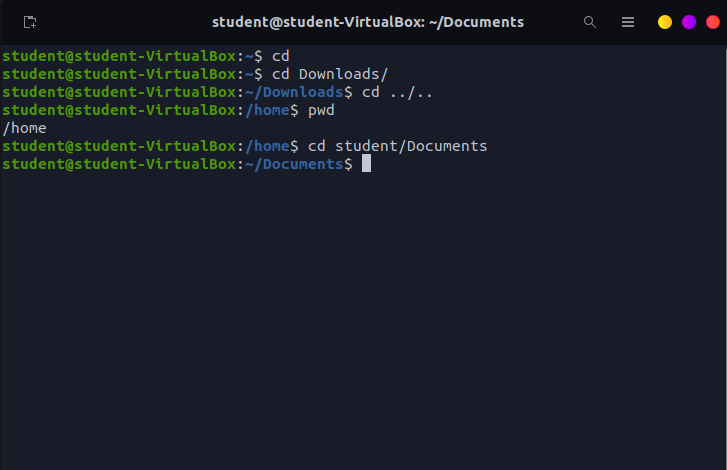 student@student-VirtualBox: ~/Documents
student@student-VirtualBox:~$ cd
student@student-VirtualBox:~$ cd Downloads/
student@student-VirtualBox:~/Downloads$ cd ../..
student@student-VirtualBox:/home$ pwd
/home
student@student-VirtualBox:/home$ cd student/Documents
student@student-VirtualBox:~/Documents$